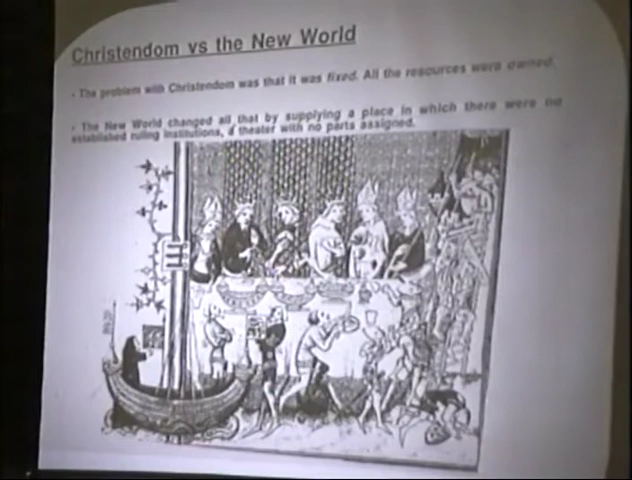 Christendom vs the New World
- The problem with Christendom was that it was fixed. All the resources were owned.
- The New World changed all that by supplying a place in which there were no
established ruling institutions, a theater with no parts assigned.